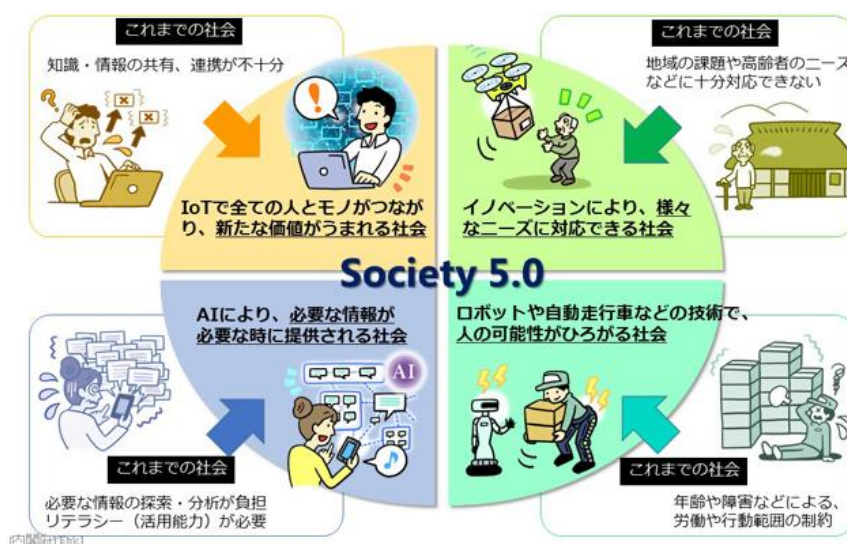 これまでの社会
知識・情報の共有、連携が不十分
IoTで全ての人とモノがつなが
り、新たな価値がうまれる社会
これまでの社会
地域の課題や高齢者のニーズ
などに十分対応できない
イノベーションにより、様々
なニーズに対応できる社会
Society 5.0
AIにより、必要な情報が
必要な時に提供される社会
AI
これまでの社会
必要な情報の探索・分析が負担
リテラシー（活用能力）が必要
ロボットや自動走行車などの技術で、
人の可能性がひろがる社会
これまでの社会
年齢や障害などによる、
労働や行動範囲の制約
[内閣府作成]